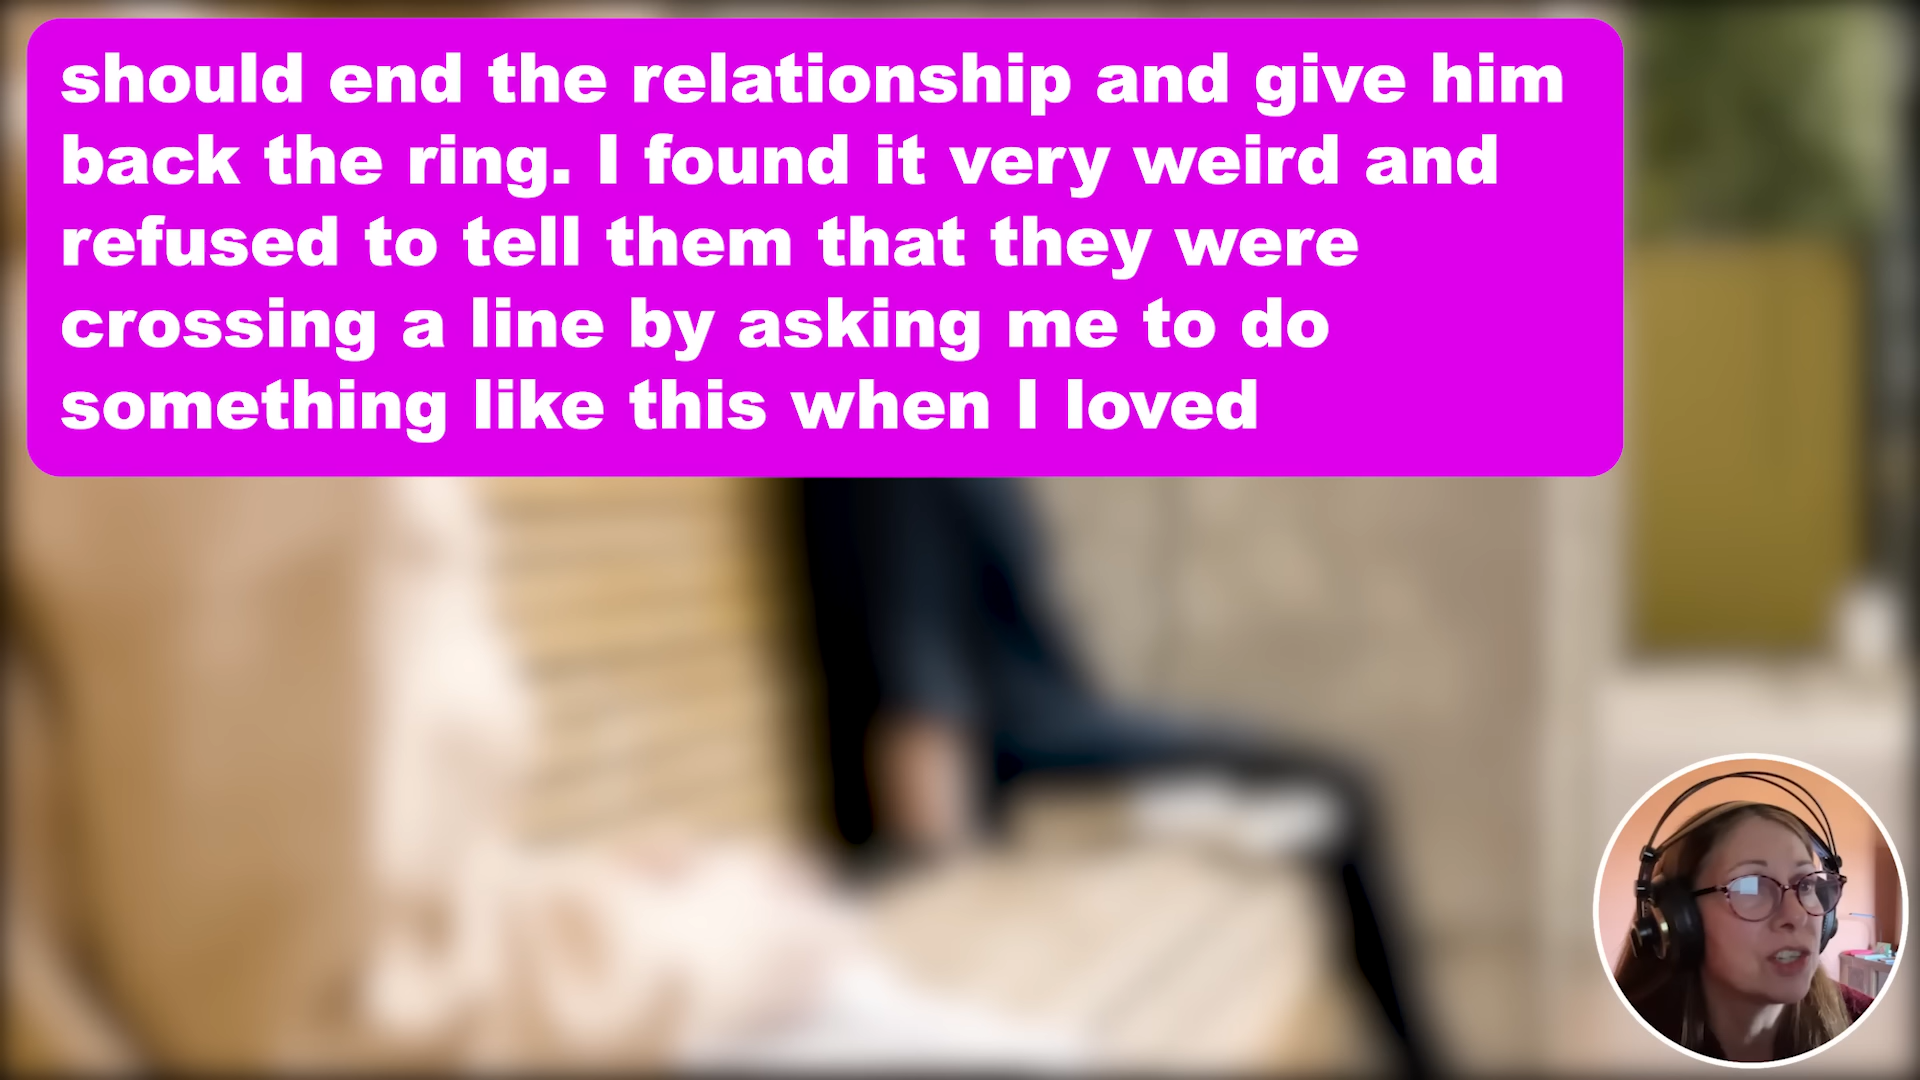 should end the relationship and give him
back the ring. I found it very weird and
refused to tell them that they were
crossing a line by asking me to do
something like this when I loved